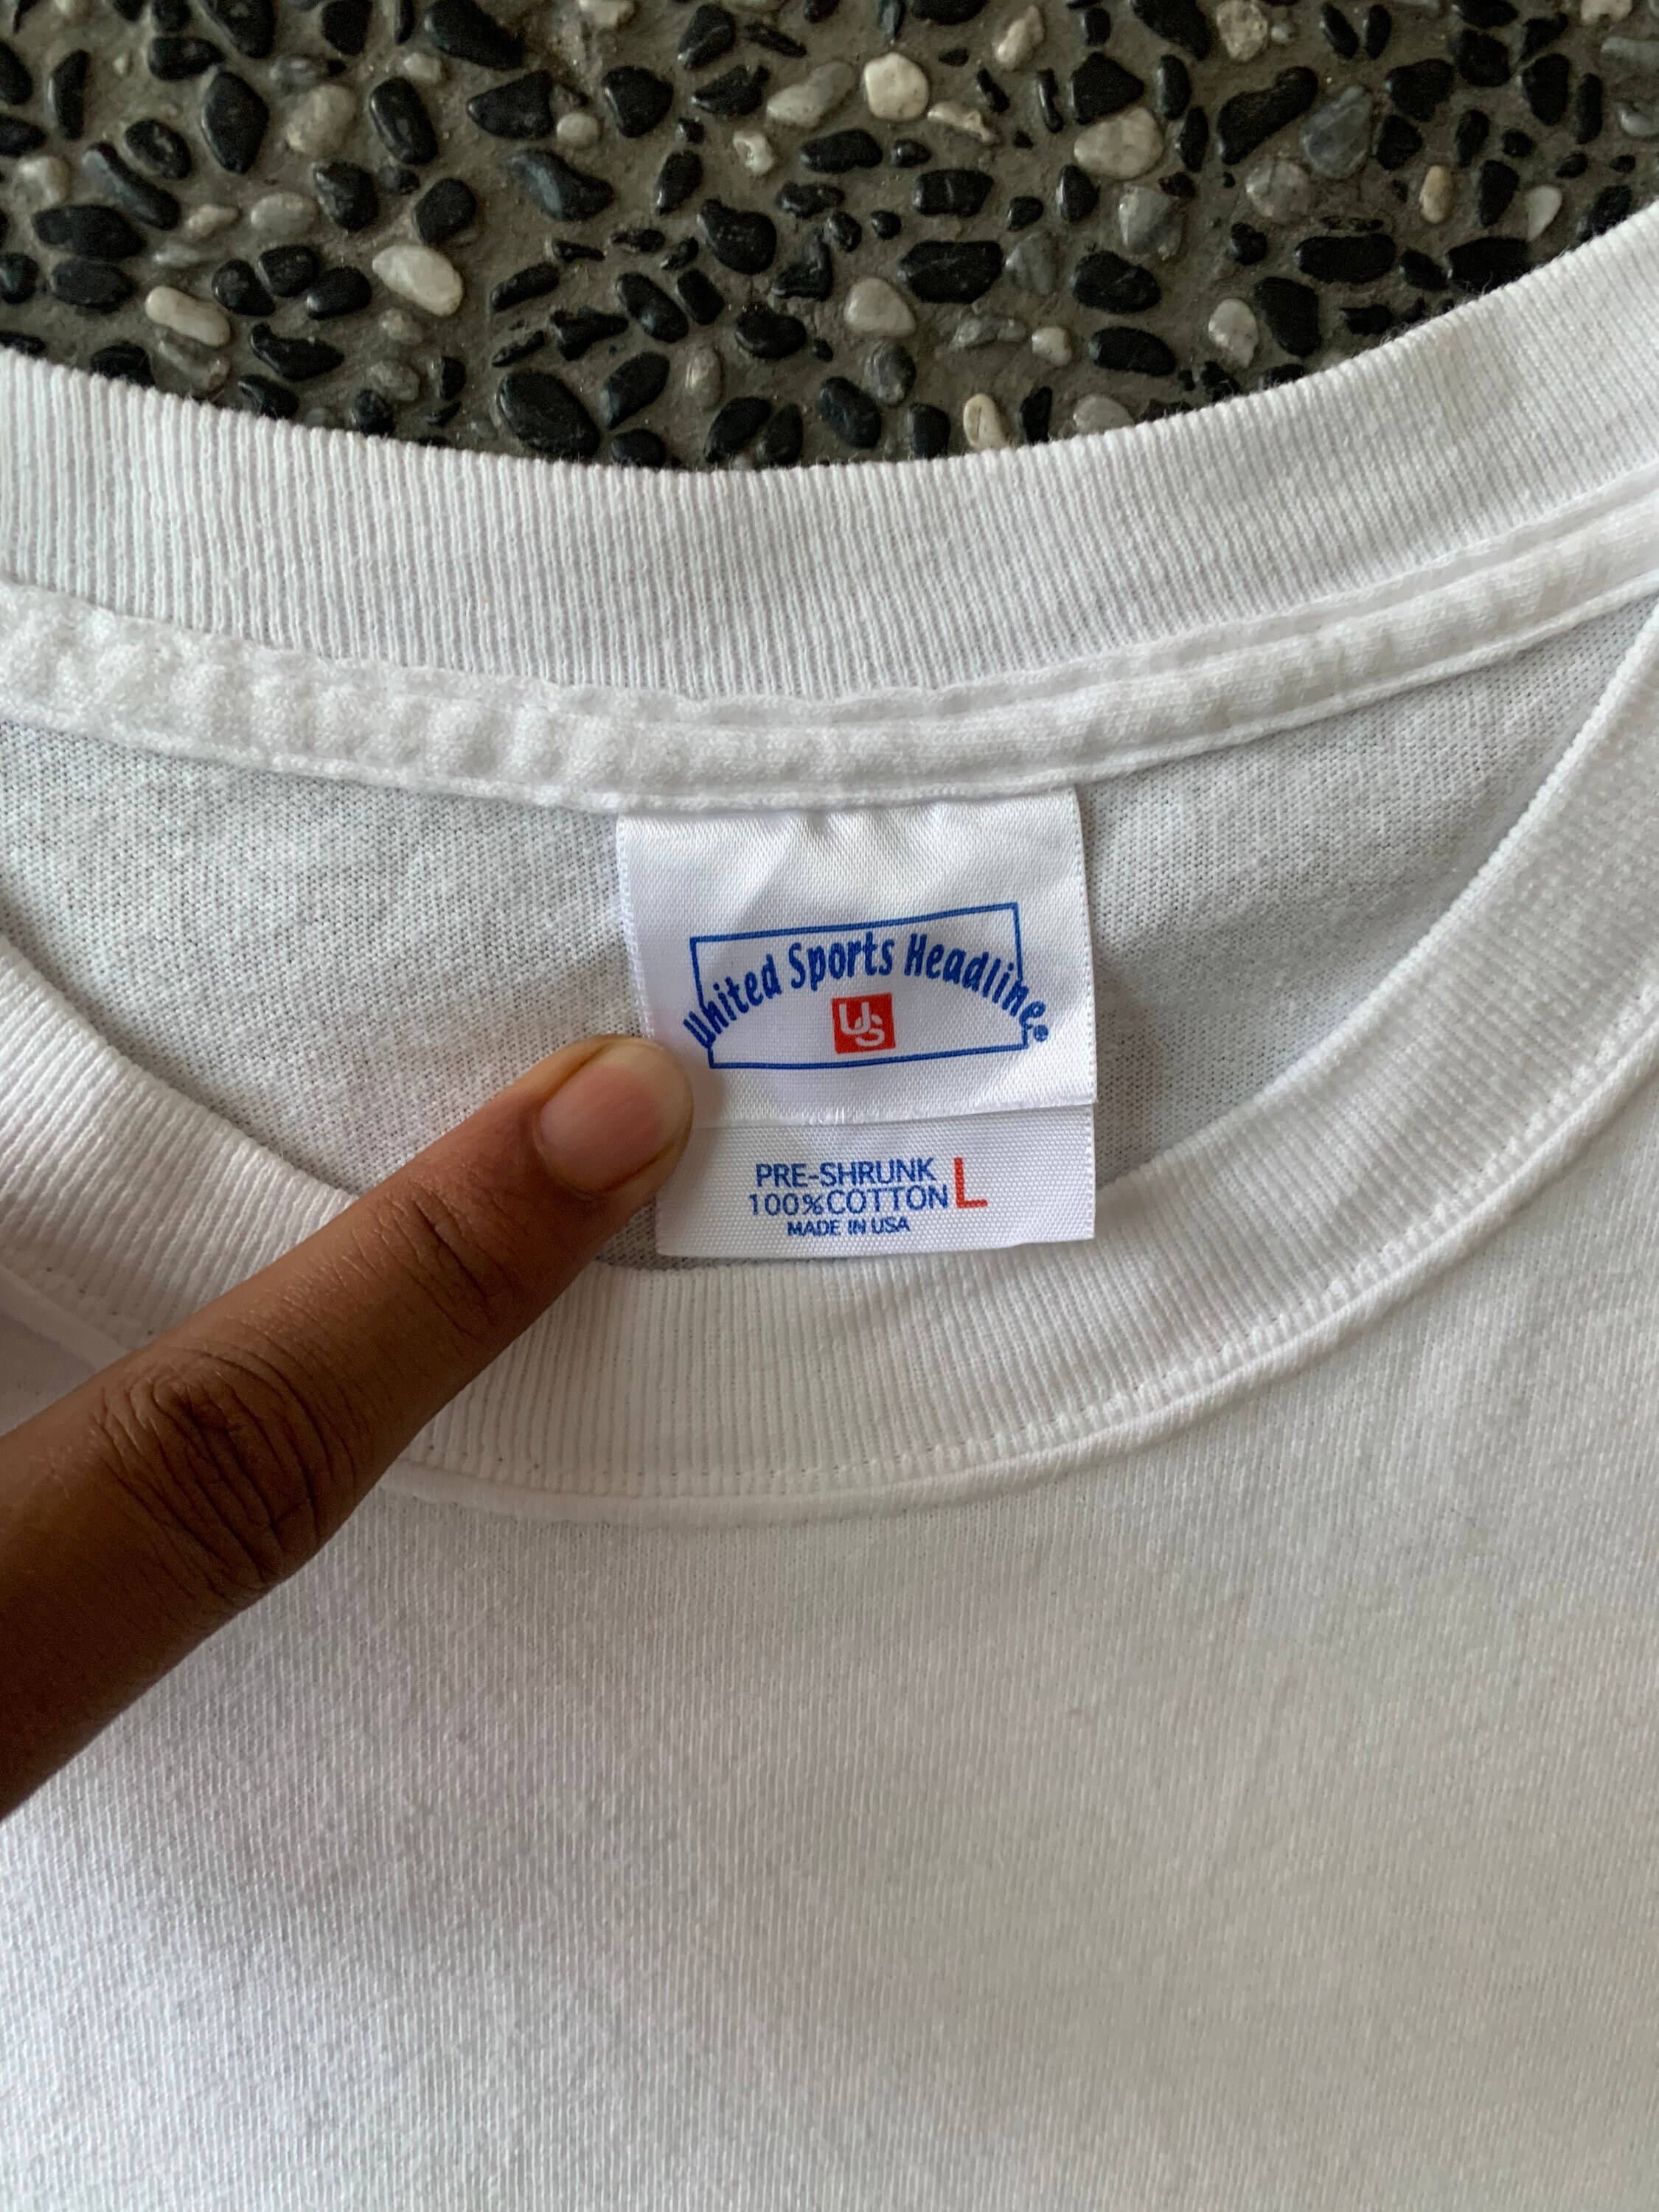 United Sports Headline®
US
PRE-SHRUNK L
100%COTTON
MADE IN USA